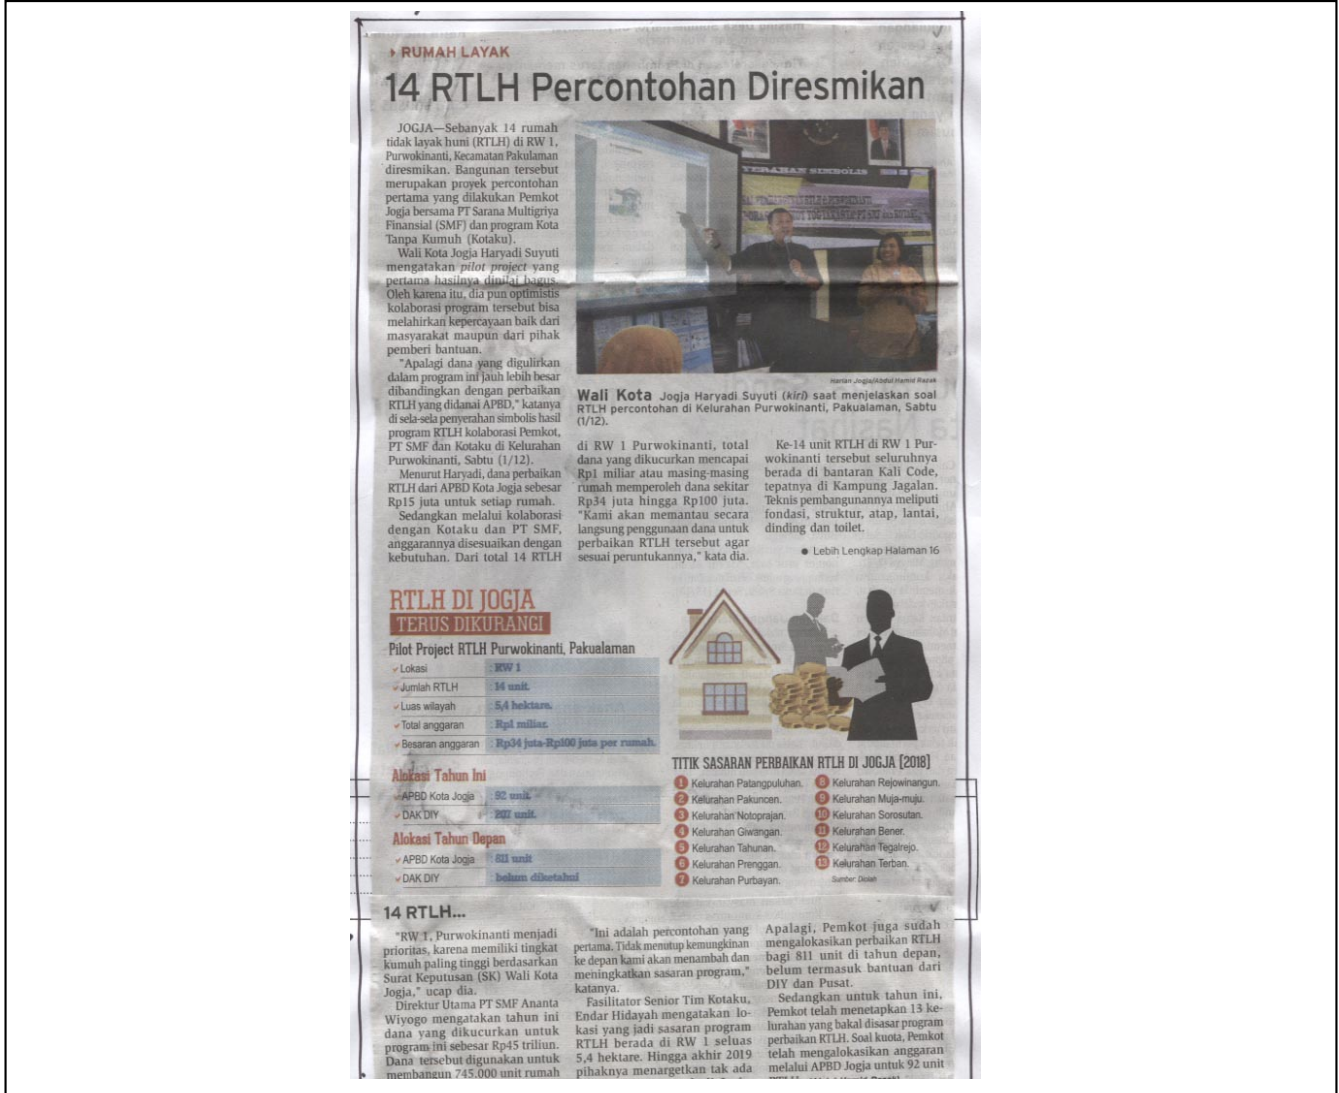 RUMAH LAYAK
14 RTLH Percontohan Diresmikan
JOGJA—Sebanyak 14 rumah
tidak layak huni (RTLH) di RW 1,
Purwokinanti, Kecamatan Pakulaman
diresmikan. Bangunan tersebut
merupakan proyek percontohan
pertama yang dilakukan Pemkot
Jogja bersama PT Sarana Multigriya
Finansial (SMF) dan program Kota
Tanpa Kumuh (Kotaku).
Wali Kota Jogja Haryadi Suyuti
mengatakan pilot project yang
pertama hasilnya dinilai bagus.
Oleh karena itu, dia pun optimistis
kolaborasi program tersebut bisa
melahirkan kepercayaan baik dari
masyarakat maupun dari pihak
pemberi bantuan.
"Apalagi dana yang digulirkan
dalam program ini jauh lebih besar
dibandingkan dengan perbaikan
RTLH yang didanai APBD," katanya
di sela-sela penyerahan simbolis hasil
program RTLH kolaborasi Pemkot,
PT SMF dan Kotaku di Kelurahan
Purwokinanti, Sabtu (1/12).
Menurut Haryadi, dana perbaikan
RTLH dari APBD Kota Jogja sebesar
Rp15 juta untuk setiap rumah.
Sedangkan melalui kolaborasi
dengan Kotaku dan PT SMF,
anggarannya disesuaikan dengan
kebutuhan. Dari total 14 RTLH
YERAHAN SIMBOLIS
Harian Jogja/Abdul Hamid Razak
Wali Kota Jogja Haryadi Suyuti (kiri) saat menjelaskan soal
RTLH percontohan di Kelurahan Purwokinanti, Pakualaman, Sabtu
(1/12).
di RW 1 Purwokinanti, total
dana yang dikucurkan mencapai
Rp1 miliar atau masing-masing
rumah memperoleh dana sekitar
Rp34 juta hingga Rp100 juta.
"Kami akan memantau secara
langsung penggunaan dana untuk
perbaikan RTLH tersebut agar
sesuai peruntukannya," kata dia.
Ke-14 unit RTLH di RW 1 Pur-
wokinanti tersebut seluruhnya
berada di bantaran Kali Code,
tepatnya di Kampung Jagalan.
Teknis pembangunannya meliputi
fondasi, struktur, atap, lantai,
dinding dan toilet.
● Lebih Lengkap Halaman 16
RTLH DI JOGJA
TERUS DIKURANGI
Pilot Project RTLH Purwokinanti, Pakualaman
Lokasi : RW 1
Jumlah RTLH : 14 unit.
Luas wilayah : 5,4 hektare.
Total anggaran : Rp1 miliar.
Besaran anggaran : Rp34 juta-Rp100 juta per rumah.
Alokasi Tahun Ini
APBD Kota Jogja : 92 unit.
DAK DIY : 207 unit.
Alokasi Tahun Depan
APBD Kota Jogja : 811 unit
DAK DIY : belum diketahui
TITIK SASARAN PERBAIKAN RTLH DI JOGJA (2018)
1 Kelurahan Patangpuluhan.
2 Kelurahan Pakuncen.
3 Kelurahan Notoprajan.
4 Kelurahan Giwangan.
5 Kelurahan Tahunan.
6 Kelurahan Prenggan.
7 Kelurahan Purbayan.
8 Kelurahan Rejowinangun.
9 Kelurahan Muja-muju.
10 Kelurahan Sorosutan.
11 Kelurahan Bener.
12 Kelurahan Tegalrejo.
13 Kelurahan Terban.
Sumber: Diolah
14 RTLH...
"RW 1, Purwokinanti menjadi
prioritas, karena memiliki tingkat
kumuh paling tinggi berdasarkan
Surat Keputusan (SK) Wali Kota
Jogja," ucap dia.
Direktur Utama PT SMF Ananta
Wiyogo mengatakan tahun ini
dana yang dikucurkan untuk
program ini sebesar Rp45 triliun.
Dana tersebut digunakan untuk
membangun 745.000 unit rumah
"Ini adalah percontohan yang
pertama. Tidak menutup kemungkinan
ke depan kami akan menambah dan
meningkatkan sasaran program,"
katanya.
Fasilitator Senior Tim Kotaku,
Endar Hidayah mengatakan lo-
kasi yang jadi sasaran program
RTLH berada di RW 1 seluas
5,4 hektare. Hingga akhir 2019
pihaknya menargetkan tak ada
Apalagi, Pemkot juga sudah
mengalokasikan perbaikan RTLH
bagi 811 unit di tahun depan,
belum termasuk bantuan dari
DIY dan Pusat.
Sedangkan untuk tahun ini,
Pemkot telah menetapkan 13 ke-
lurahan yang bakal disasar program
perbaikan RTLH. Soal kuota, Pemkot
telah mengalokasikan anggaran
melalui APBD Jogja untuk 92 unit